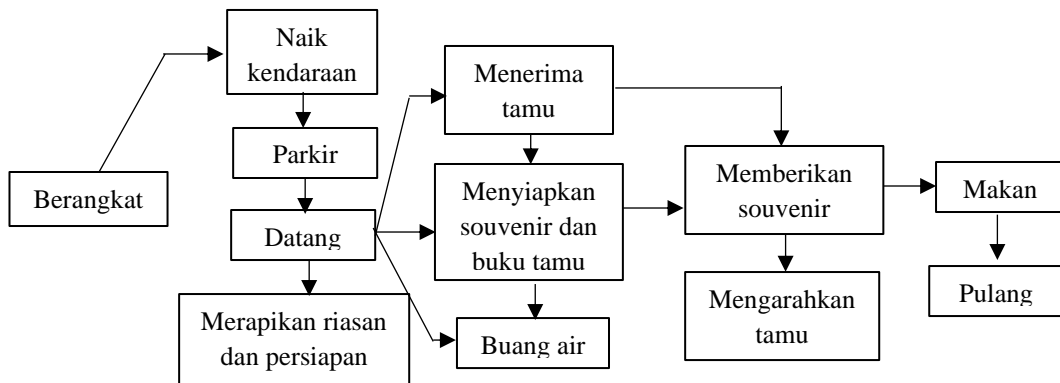 Berangkat
Naik
kendaraan
Parkir
Datang
Merapikan riasan
dan persiapan
Menerima
tamu
Menyiapkan
souvenir dan
buku tamu
Buang air
Memberikan
souvenir
Mengarahkan
tamu
Makan
Pulang